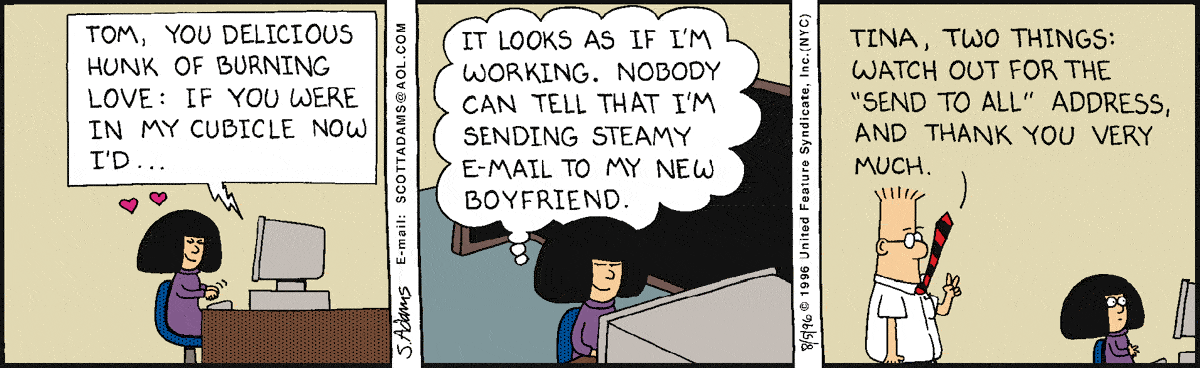 TOM, YOU DELICIOUS
HUNK OF BURNING
LOVE: IF YOU WERE
IN MY CUBICLE NOW
I'D...
S. Adams
E-mail: SCOTTADAMS@AOL.COM
IT LOOKS AS IF I'M
WORKING. NOBODY
CAN TELL THAT I'M
SENDING STEAMY
E-MAIL TO MY NEW
BOYFRIEND.
8/5/96 © 1996 United Feature Syndicate, Inc. (NYC)
TINA, TWO THINGS:
WATCH OUT FOR THE
"SEND TO ALL" ADDRESS,
AND THANK YOU VERY
MUCH.